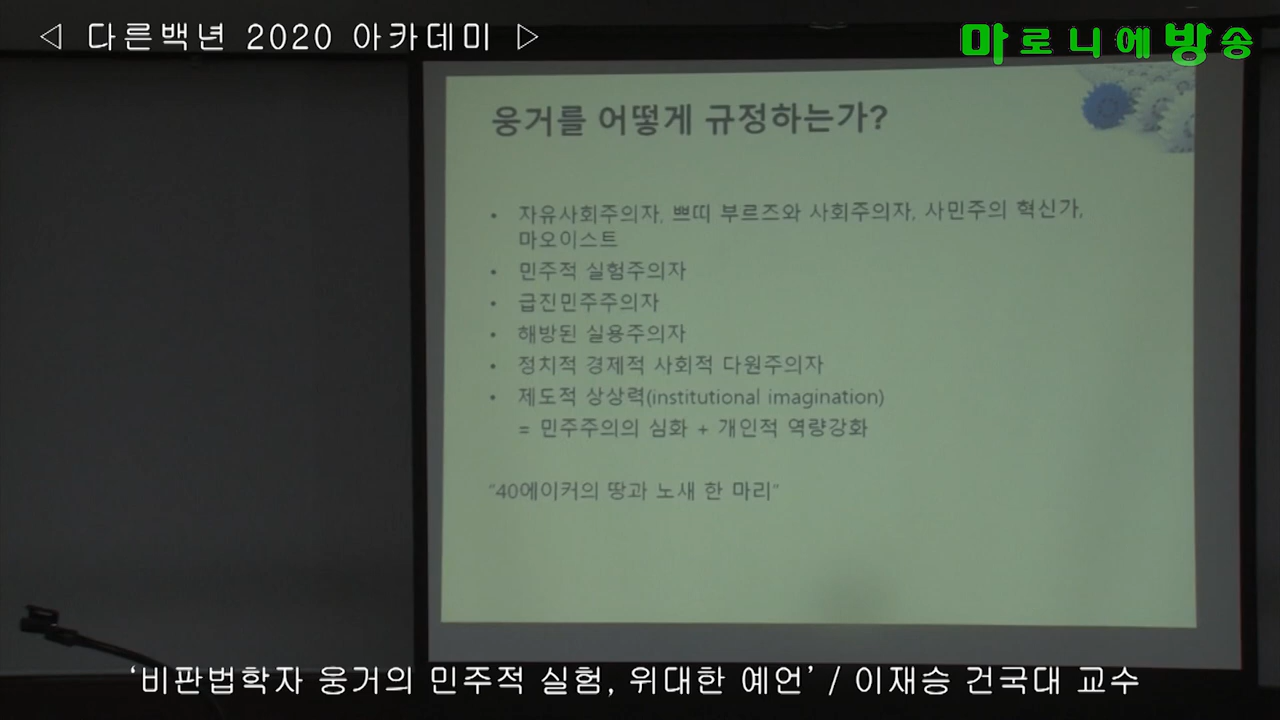 ◁ 다른백년 2020 아카데미 ▷
마로니에방송
웅거를 어떻게 규정하는가?
• 자유사회주의자, 쁘띠 부르즈와 사회주의자, 사민주의 혁신가,
마오이스트
• 민주적 실험주의자
• 급진민주주의자
• 해방된 실용주의자
• 정치적 경제적 사회적 다원주의자
• 제도적 상상력(institutional imagination)
= 민주주의의 심화 + 개인적 역량강화
“40에이커의 땅과 노새 한 마리”
‘비판법학자 웅거의 민주적 실험, 위대한 예언’ / 이재승 건국대 교수